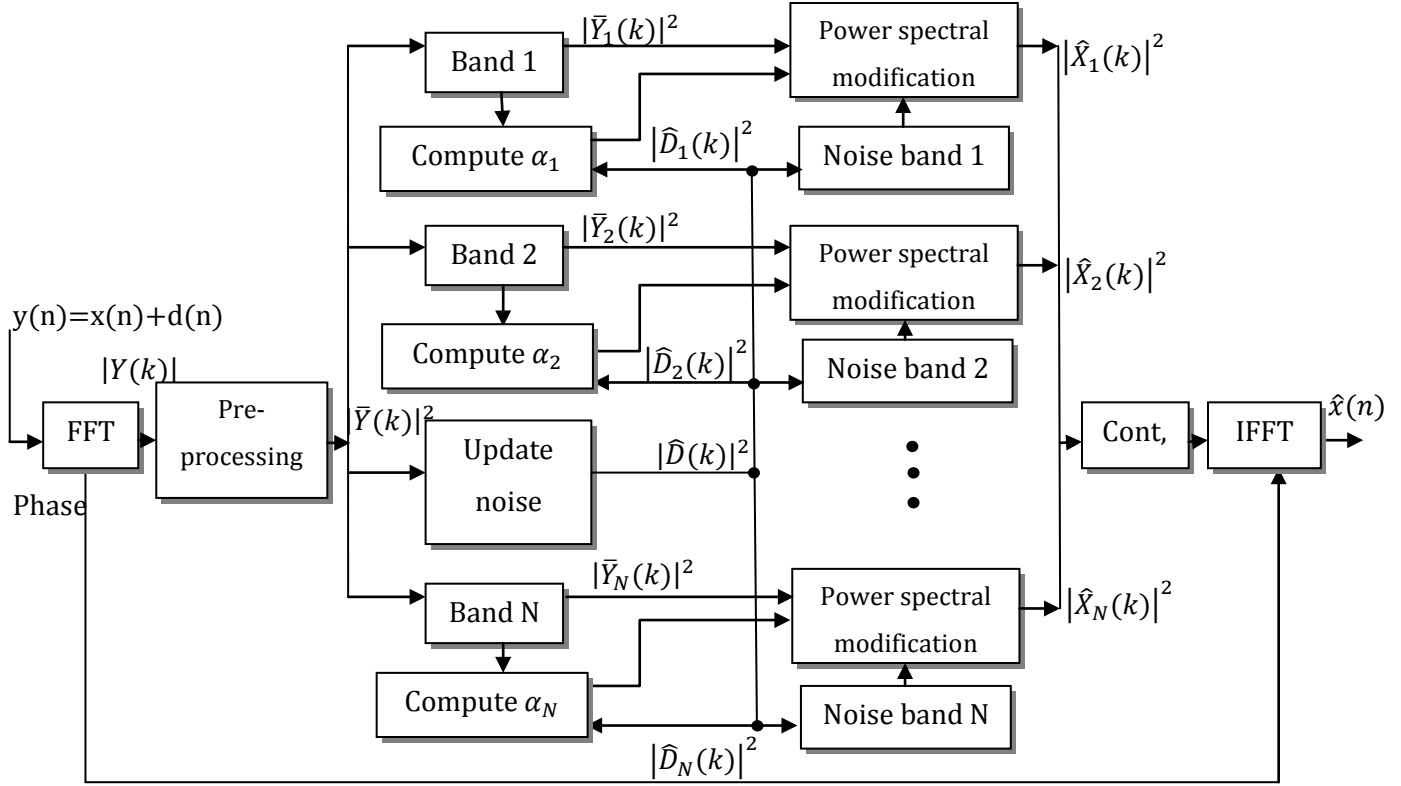 Band 1
|Ȳ₁(k)|²
Power spectral
modification
|X̂₁(k)|²
Compute α₁
|D̂₁(k)|²
Noise band 1
Band 2
|Ȳ₂(k)|²
Power spectral
modification
|X̂₂(k)|²
y(n)=x(n)+d(n)
Compute α₂
|D̂₂(k)|²
Noise band 2
|Y(k)|
FFT
Pre-
processing
|Ȳ(k)|²
Update
noise
|D̂(k)|²
Cont,
IFFT
x̂(n)
Phase
Band N
|Ȳ_N(k)|²
Power spectral
modification
|X̂_N(k)|²
Compute α_N
Noise band N
|D̂_N(k)|²